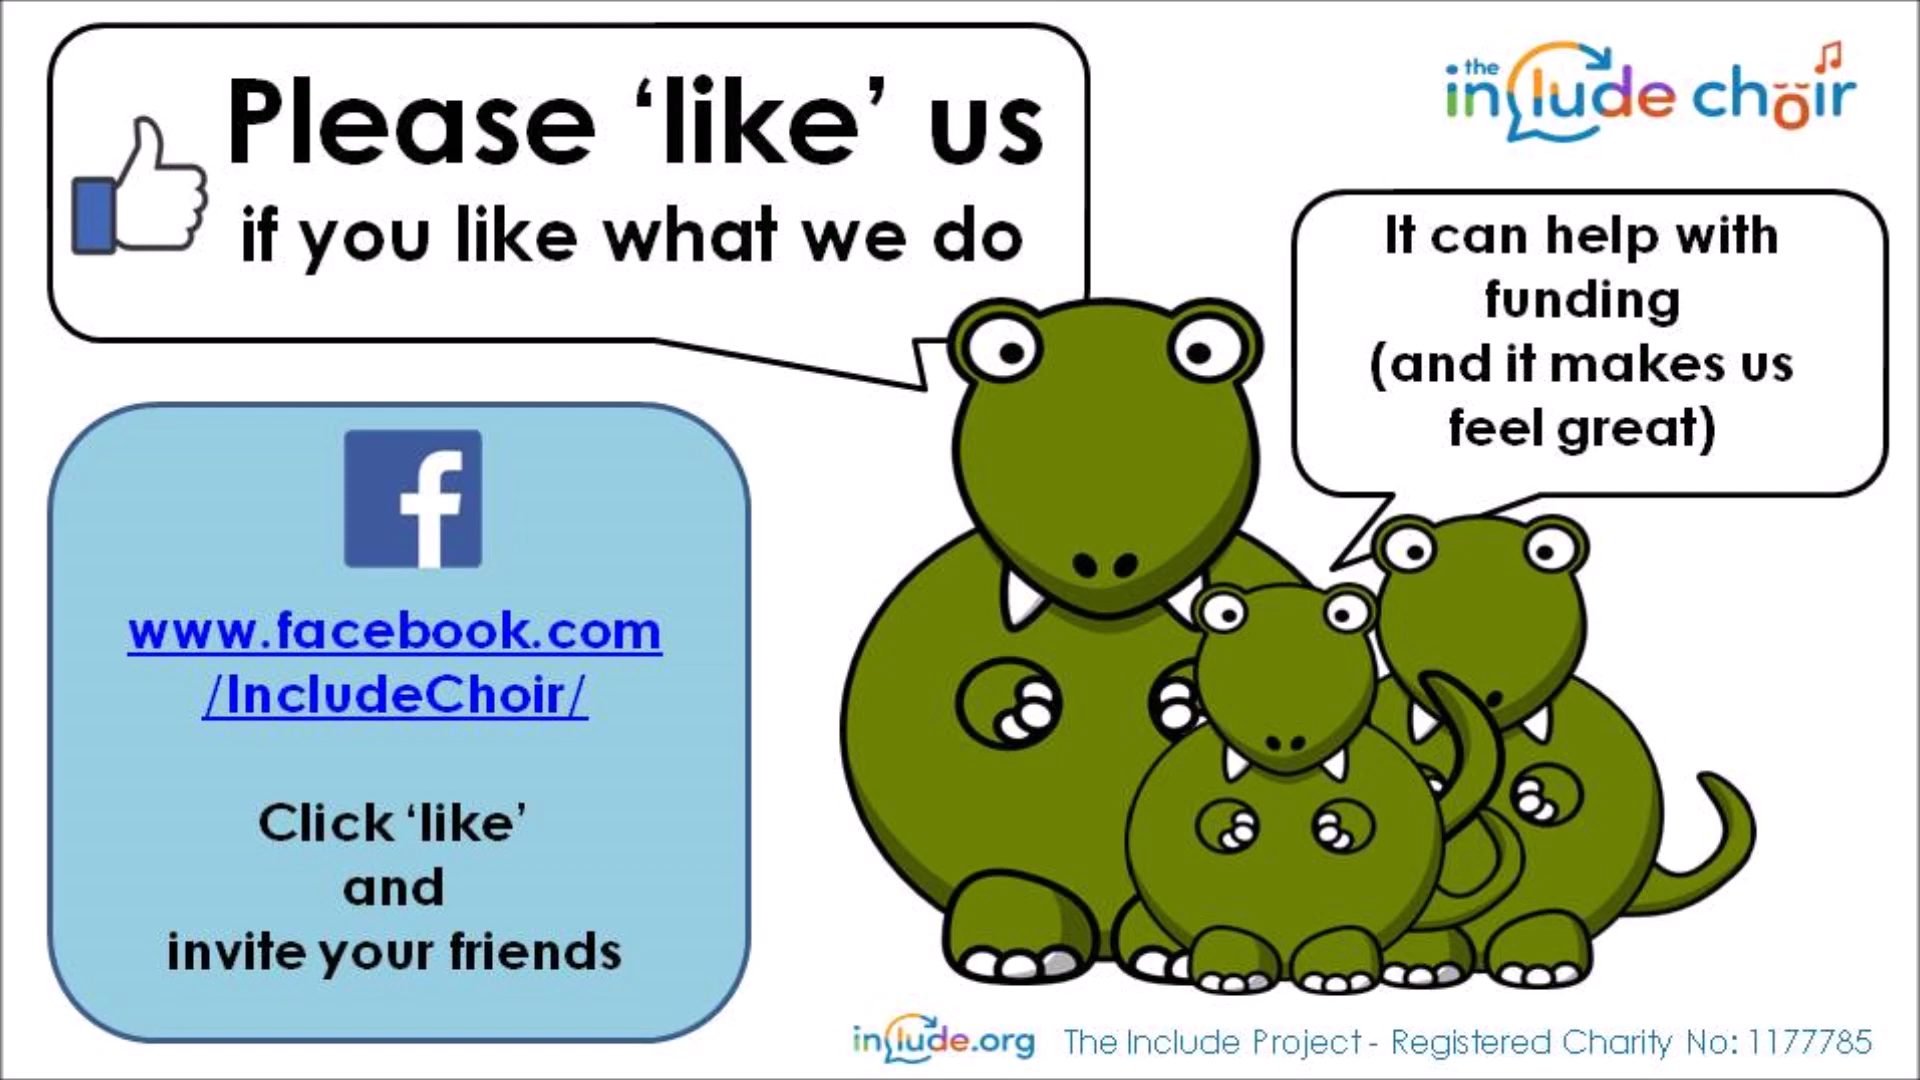 Please ‘like’ us
if you like what we do
the
include choir
It can help with
funding
(and it makes us
feel great)
f
www.facebook.com
/IncludeChoir/
Click ‘like’
and
invite your friends
include.org The Include Project - Registered Charity No: 1177785